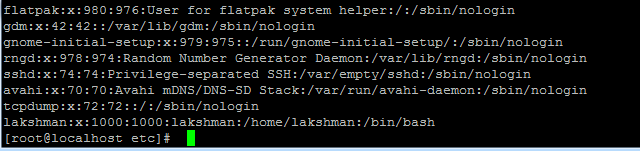 flatpak:x:980:976:User for flatpak system helper:/:/sbin/nologin
gdm:x:42:42::/var/lib/gdm:/sbin/nologin
gnome-initial-setup:x:979:975::/run/gnome-initial-setup/:/sbin/nologin
rngd:x:978:974:Random Number Generator Daemon:/var/lib/rngd:/sbin/nologin
sshd:x:74:74:Privilege-separated SSH:/var/empty/sshd:/sbin/nologin
avahi:x:70:70:Avahi mDNS/DNS-SD Stack:/var/run/avahi-daemon:/sbin/nologin
tcpdump:x:72:72::/:/sbin/nologin
lakshman:x:1000:1000:lakshman:/home/lakshman:/bin/bash
[root@localhost etc]#